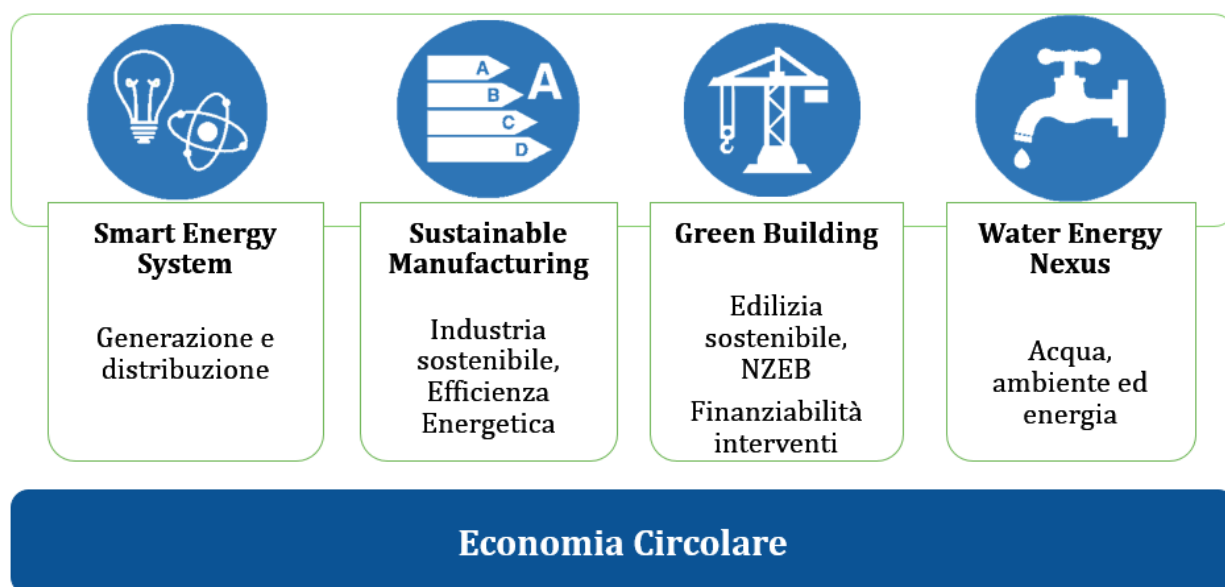 A
B
C
D
A
Smart Energy
System
Generazione e
distribuzione
Sustainable
Manufacturing
Industria
sostenibile,
Efficienza
Energetica
Green Building
Edilizia
sostenibile,
NZEB
Finanziabilità
interventi
Water Energy
Nexus
Acqua,
ambiente ed
energia
Economia Circolare